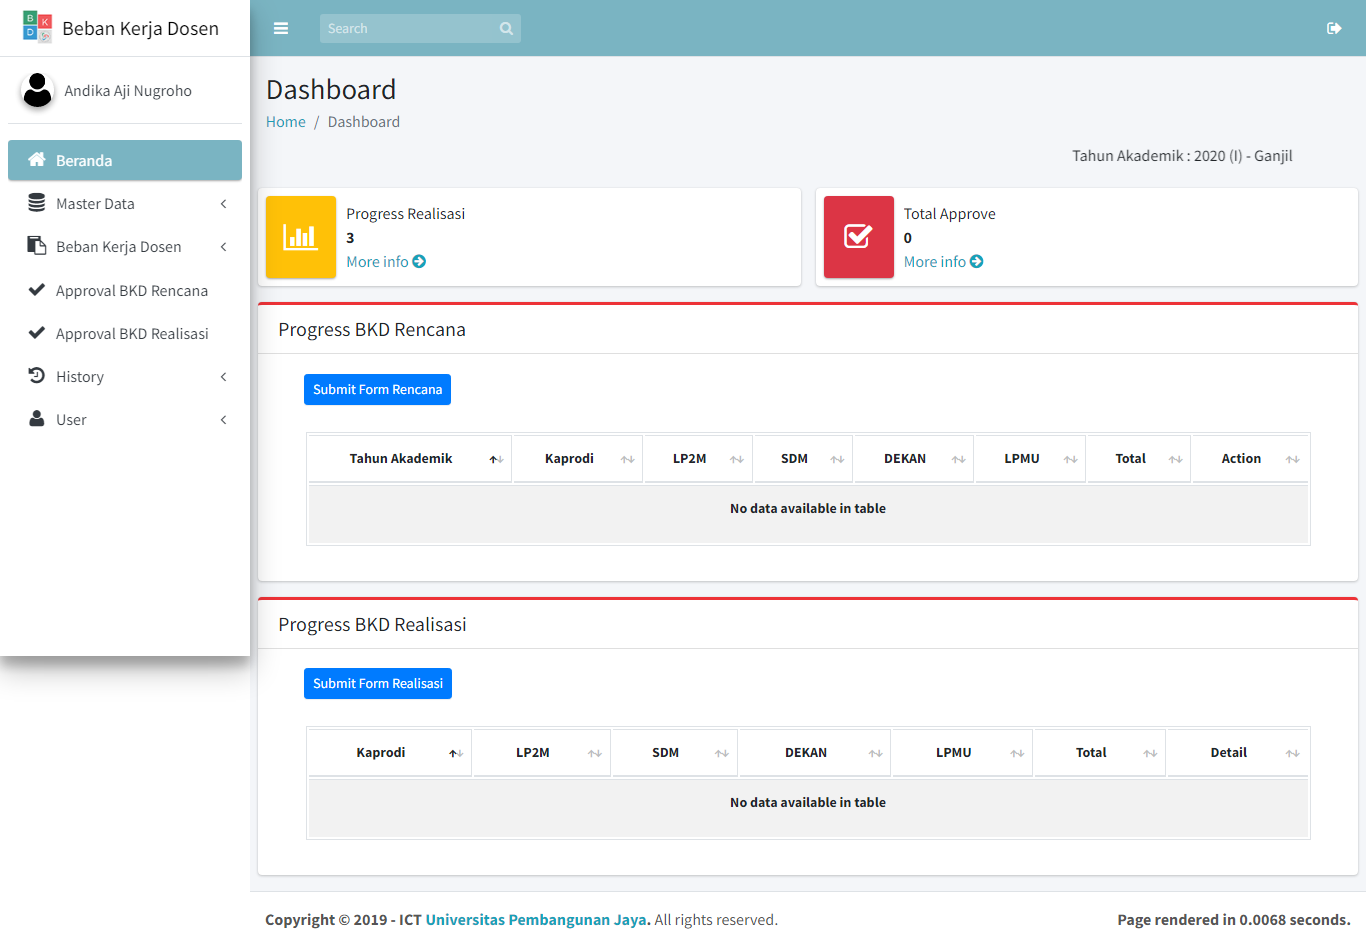 B K
D
Beban Kerja Dosen
Search
Andika Aji Nugroho
Beranda
Master Data
Beban Kerja Dosen
Approval BKD Rencana
Approval BKD Realisasi
History
User
Dashboard
Home / Dashboard
Tahun Akademik : 2020 (I) - Ganjil
Progress Realisasi
3
More info
Total Approve
0
More info
Progress BKD Rencana
Submit Form Rencana
Tahun Akademik Kaprodi LP2M SDM DEKAN LPMU Total Action
No data available in table
Progress BKD Realisasi
Submit Form Realisasi
Kaprodi LP2M SDM DEKAN LPMU Total Detail
No data available in table
Copyright © 2019 - ICT Universitas Pembangunan Jaya. All rights reserved.
Page rendered in 0.0068 seconds.